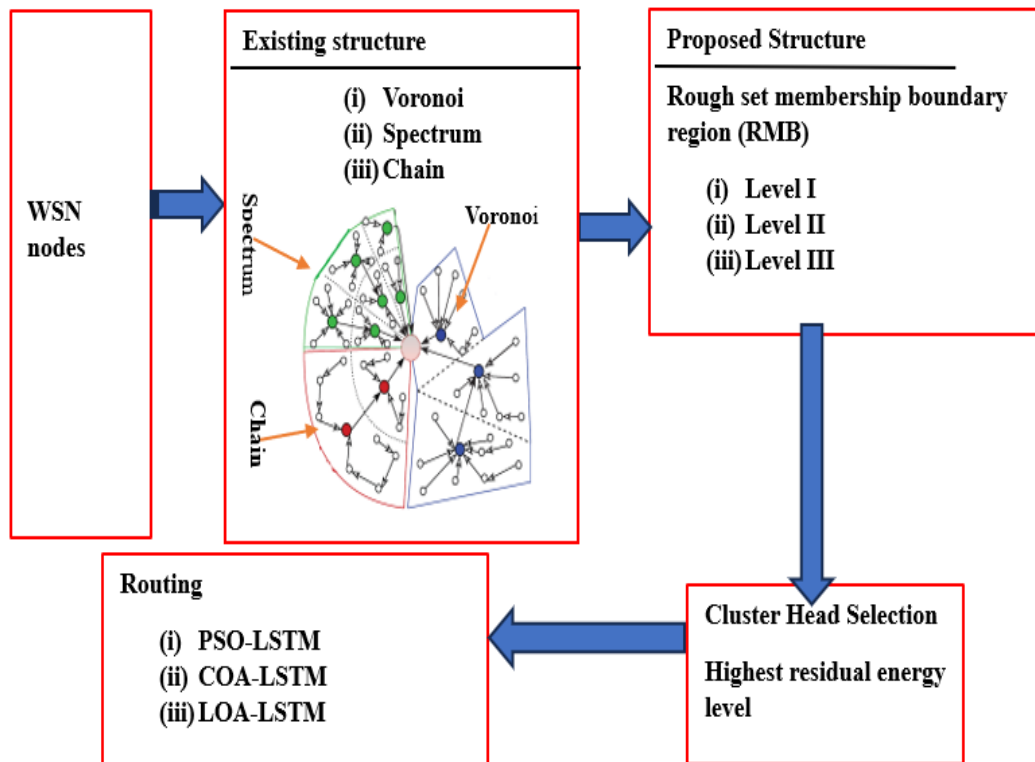 WSN
nodes
Existing structure
(i) Voronoi
(ii) Spectrum
(iii) Chain
Spectrum
Voronoi
Chain
Proposed Structure
Rough set membership boundary
region (RMB)
(i) Level I
(ii) Level II
(iii) Level III
Cluster Head Selection
Highest residual energy
level
Routing
(i) PSO-LSTM
(ii) COA-LSTM
(iii) LOA-LSTM